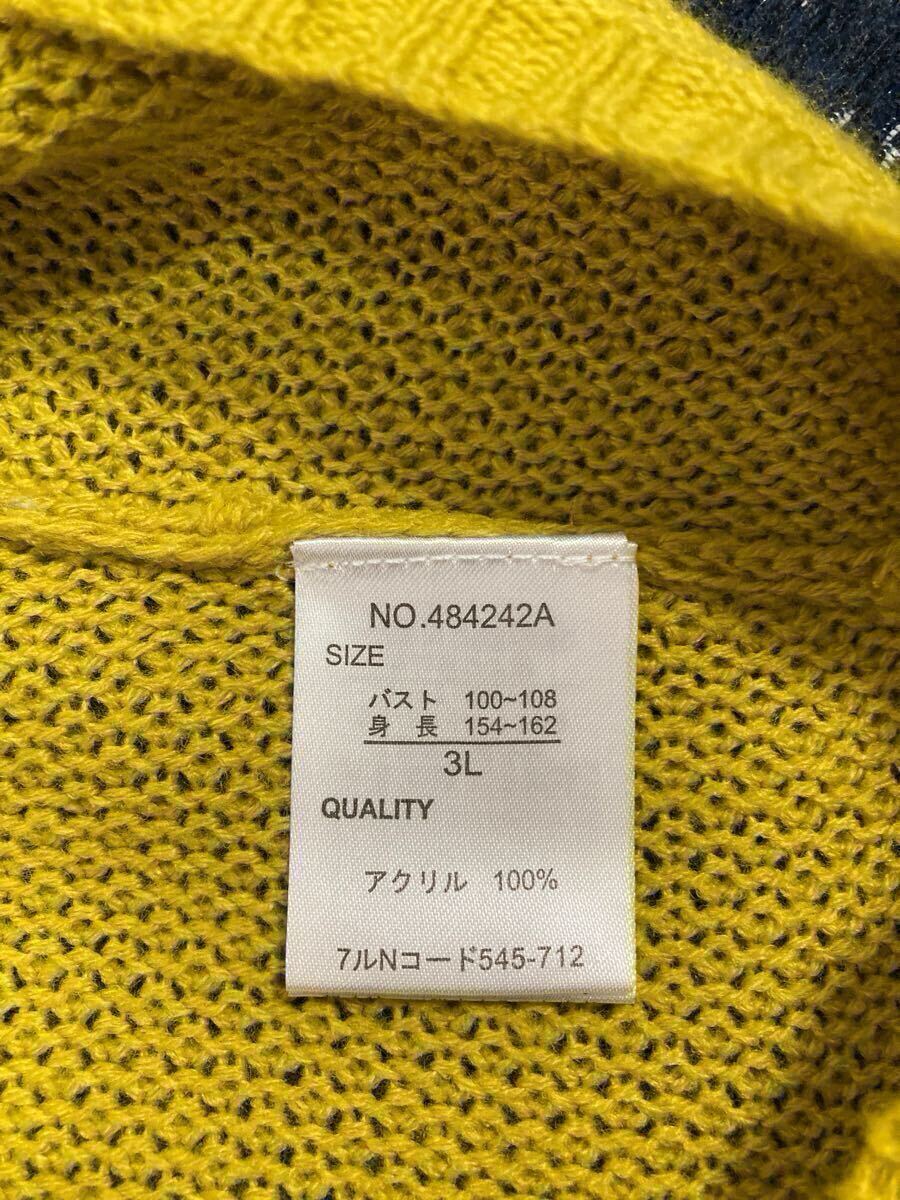 NO.484242A
SIZE
バスト 100~108
身 長 154~162
3L
QUALITY
アクリル 100%
7ルNコード545-712